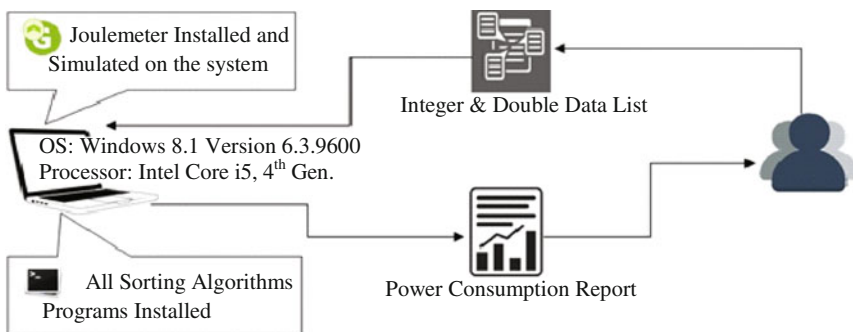 Joulemeter Installed and
Simulated on the system
Integer & Double Data List
OS: Windows 8.1 Version 6.3.9600
Processor: Intel Core i5, 4th Gen.
All Sorting Algorithms
Programs Installed
Power Consumption Report